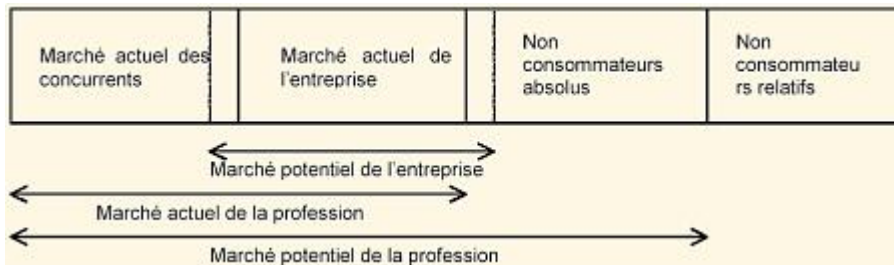 Marché actuel des
concurrents
Marché actuel de
l'entreprise
Non
consommateurs
absolus
Non
consommateu
rs relatifs
Marché potentiel de l'entreprise
Marché actuel de la profession
Marché potentiel de la profession